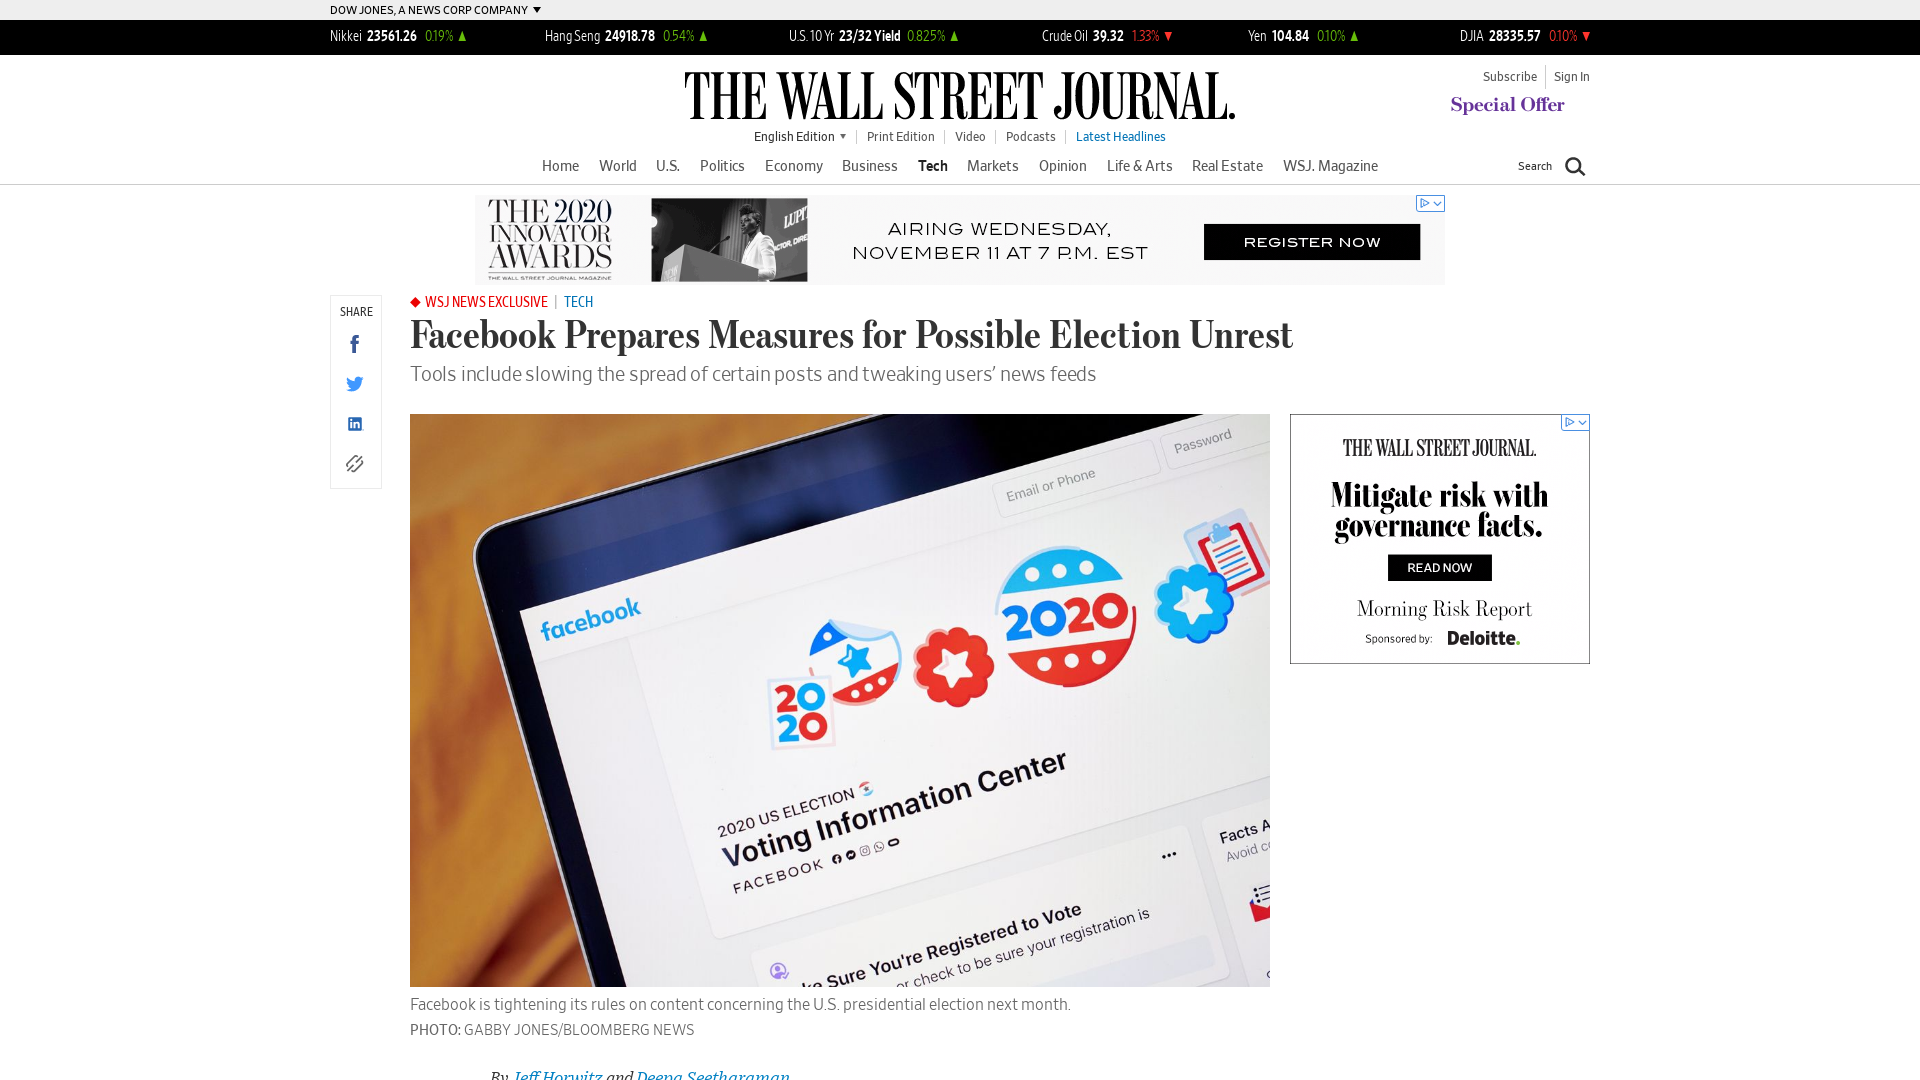 DOW JONES, A NEWS CORP COMPANY
Nikkei 23561.26 0.19% Hang Seng 24918.78 0.54% U.S. 10 Yr 23/32 Yield 0.825% Crude Oil 39.32 1.33% Yen 104.84 0.10% DJIA 28335.57 0.10%
THE WALL STREET JOURNAL.
Subscribe Sign In
Special Offer
English Edition Print Edition Video Podcasts Latest Headlines
Home World U.S. Politics Economy Business Tech Markets Opinion Life & Arts Real Estate WSJ. Magazine Search
THE 2020
INNOVATOR
AWARDS
THE WALL STREET JOURNAL MAGAZINE
LUPIT
ACTOR, DIRE
AIRING WEDNESDAY,
NOVEMBER 11 AT 7 P.M. EST
REGISTER NOW
SHARE
WSJ NEWS EXCLUSIVE | TECH
Facebook Prepares Measures for Possible Election Unrest
Tools include slowing the spread of certain posts and tweaking users’ news feeds
Email or Phone
Password
facebook
20
20
2020
2020 US ELECTION
Voting Information Center
FACEBOOK
Facts A
Avoid co
ke Sure You're Registered to Vote
or check to be sure your registration is
THE WALL STREET JOURNAL.
Mitigate risk with
governance facts.
READ NOW
Morning Risk Report
Sponsored by: Deloitte.
Facebook is tightening its rules on content concerning the U.S. presidential election next month.
PHOTO: GABBY JONES/BLOOMBERG NEWS
By Jeff Horwitz and Deepa Seetharaman